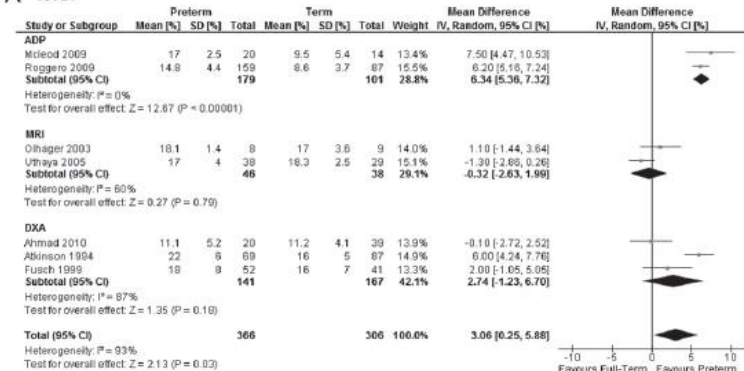 Preterm Term Mean Difference Mean Difference
Study or Subgroup Mean [%] SD [%] Total Mean [%] SD [%] Total Weight IV, Random, 95% CI [%] IV, Random, 95% CI [%]
ADP
Mcleod 2009 17 2.5 20 9.5 5.4 14 13.4% 7.50 [4.47, 10.53]
Roggero 2009 14.8 4.4 159 8.6 3.7 87 15.5% 6.20 [5.16, 7.24]
Subtotal (95% CI) 179 101 28.8% 6.34 [5.36, 7.32]
Heterogeneity: I² = 0%
Test for overall effect: Z = 12.67 (P < 0.00001)
MRI
Olhager 2003 18.1 1.4 8 17 3.6 9 14.0% 1.10 [-1.44, 3.64]
Uthaya 2005 17 4 38 18.3 2.5 29 15.1% -1.30 [-2.86, 0.26]
Subtotal (95% CI) 46 38 29.1% -0.32 [-2.63, 1.99]
Heterogeneity: I² = 60%
Test for overall effect: Z = 0.27 (P = 0.79)
DXA
Ahmad 2010 11.1 5.2 20 11.2 4.1 39 13.9% -0.10 [-2.72, 2.52]
Atkinson 1994 22 6 69 16 5 87 14.9% 6.00 [4.24, 7.76]
Fusch 1999 18 8 52 16 7 41 13.2% 2.00 [-1.05, 5.05]
Subtotal (95% CI) 141 167 42.1% 2.74 [-1.23, 6.70]
Heterogeneity: I² = 87%
Test for overall effect: Z = 1.35 (P = 0.18)
Total (95% CI) 366 306 100.0% 3.06 [0.25, 5.88]
Heterogeneity: I² = 93%
Test for overall effect: Z = 2.13 (P = 0.03)
-10 -5 0 5 10
Favours Full-Term Favours Preterm